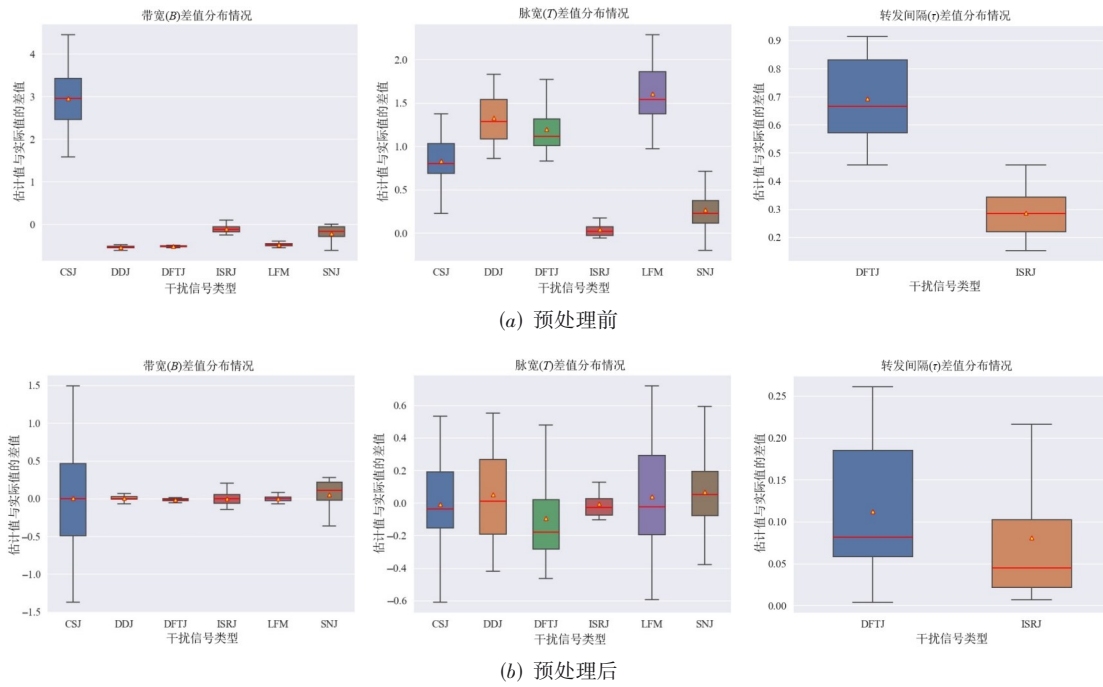 带宽(B)差值分布情况
估计值与实际值的差值
4
3
2
1
0
CSJ DDJ DFTJ ISRJ LFM SNJ
干扰信号类型
脉宽(T)差值分布情况
估计值与实际值的差值
2.0
1.5
1.0
0.5
0.0
CSJ DDJ DFTJ ISRJ LFM SNJ
干扰信号类型
转发间隔(τ)差值分布情况
估计值与实际值的差值
0.9
0.8
0.7
0.6
0.5
0.4
0.3
0.2
DFTJ ISRJ
干扰信号类型
(a) 预处理前
带宽(B)差值分布情况
估计值与实际值的差值
1.5
1.0
0.5
0.0
−0.5
−1.0
−1.5
CSJ DDJ DFTJ ISRJ LFM SNJ
干扰信号类型
脉宽(T)差值分布情况
估计值与实际值的差值
0.6
0.4
0.2
0.0
−0.2
−0.4
−0.6
CSJ DDJ DFTJ ISRJ LFM SNJ
干扰信号类型
转发间隔(τ)差值分布情况
估计值与实际值的差值
0.25
0.20
0.15
0.10
0.05
0.00
DFTJ ISRJ
干扰信号类型
(b) 预处理后